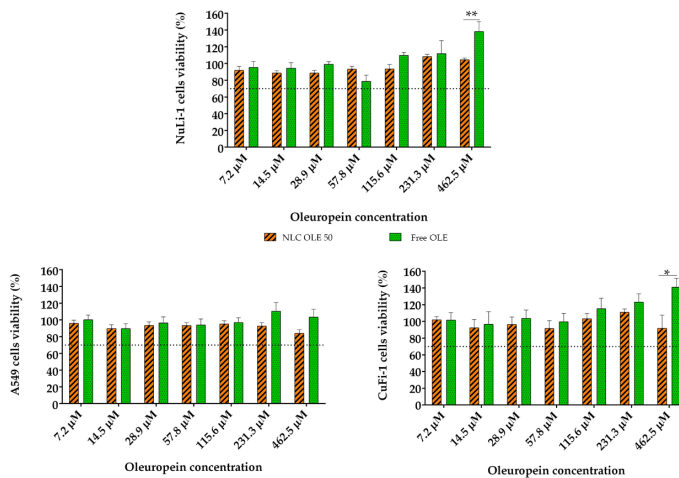 NuLi-1 cells viability (%)
160
140
120
100
80
60
40
20
0
**
7.2 µM
14.5 µM
28.9 µM
57.8 µM
115.6 µM
231.3 µM
462.5 µM
Oleuropein concentration
NLC OLE 50
Free OLE
A549 cells viability (%)
160
140
120
100
80
60
40
20
0
7.2 µM
14.5 µM
28.9 µM
57.8 µM
115.6 µM
231.3 µM
462.5 µM
Oleuropein concentration
CuFi-1 cells viability (%)
160
140
120
100
80
60
40
20
0
*
7.2 µM
14.5 µM
28.9 µM
57.8 µM
115.6 µM
231.3 µM
462.5 µM
Oleuropein concentration